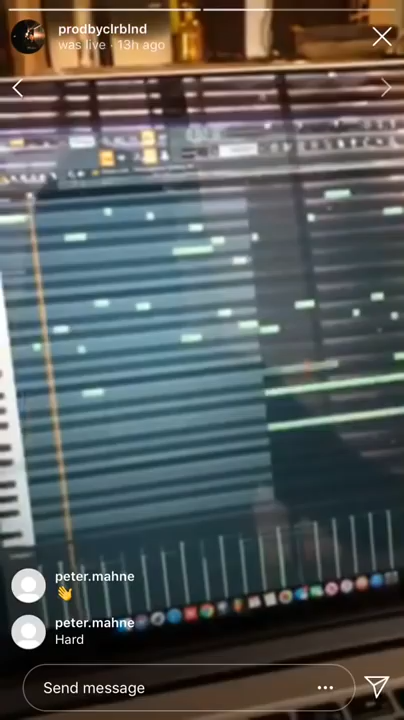 prodbyclrblnd
was live · 13h ago
peter.mahne
👋
peter.mahne
Hard
Send message